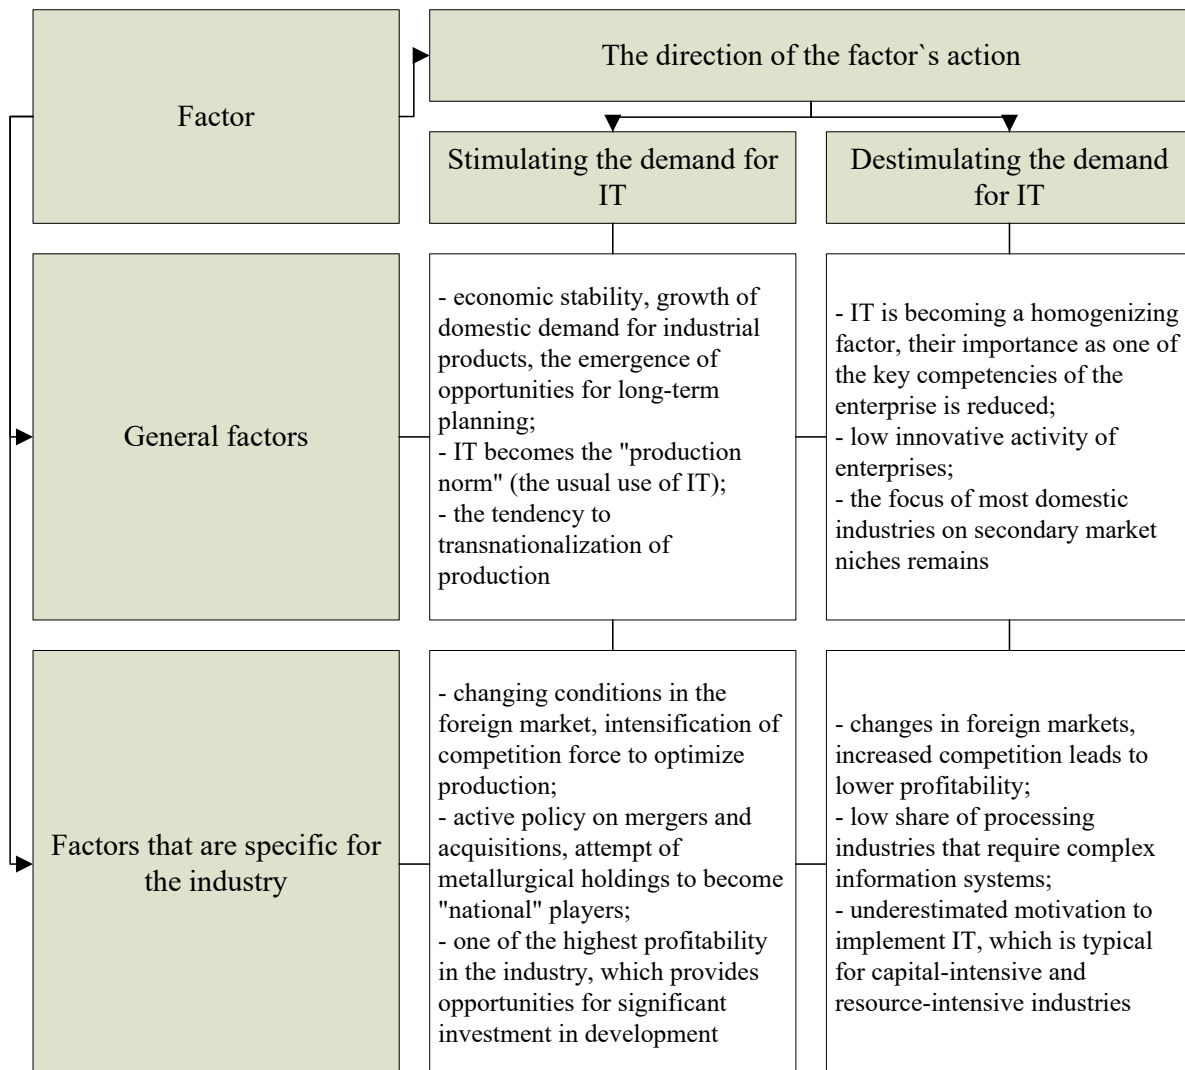 Factor
The direction of the factor`s action
Stimulating the demand for
IT
Destimulating the demand
for IT
General factors
- economic stability, growth of
domestic demand for industrial
products, the emergence of
opportunities for long-term
planning;
- IT becomes the "production
norm" (the usual use of IT);
- the tendency to
transnationalization of
production
- IT is becoming a homogenizing
factor, their importance as one of
the key competencies of the
enterprise is reduced;
- low innovative activity of
enterprises;
- the focus of most domestic
industries on secondary market
niches remains
Factors that are specific for
the industry
- changing conditions in the
foreign market, intensification of
competition force to optimize
production;
- active policy on mergers and
acquisitions, attempt of
metallurgical holdings to become
"national" players;
- one of the highest profitability
in the industry, which provides
opportunities for significant
investment in development
- changes in foreign markets,
increased competition leads to
lower profitability;
- low share of processing
industries that require complex
information systems;
- underestimated motivation to
implement IT, which is typical
for capital-intensive and
resource-intensive industries